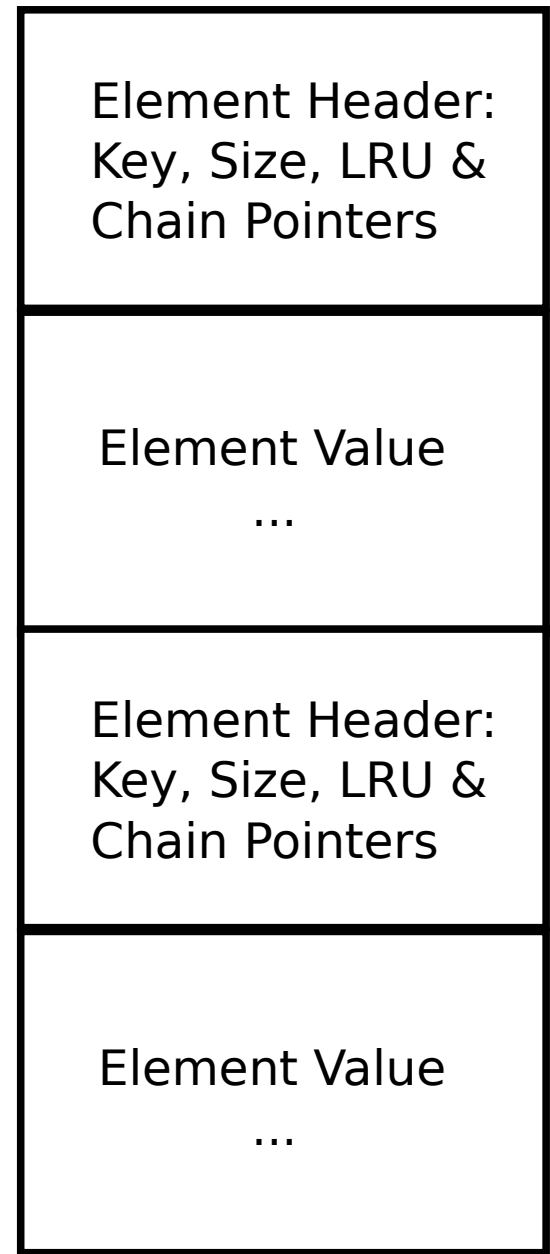 Element Header:
Key, Size, LRU &
Chain Pointers
Element Value
...
Element Header:
Key, Size, LRU &
Chain Pointers
Element Value
...